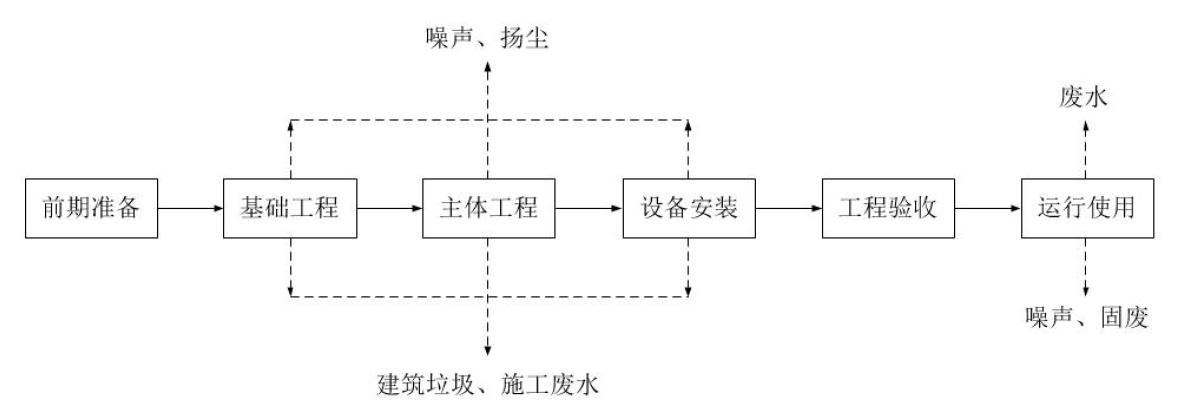 噪声、扬尘
废水
前期准备
基础工程
主体工程
设备安装
工程验收
运行使用
噪声、固废
建筑垃圾、施工废水